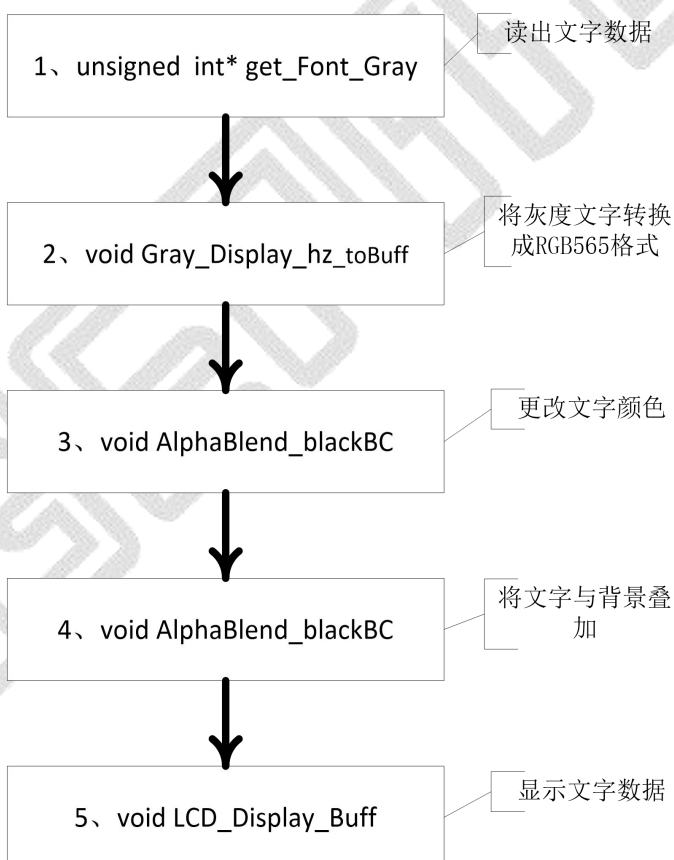 1、unsigned int* get_Font_Gray
读出文字数据
2、void Gray_Display_hz_toBuff
将灰度文字转换
成RGB565格式
3、void AlphaBlend_blackBC
更改文字颜色
4、void AlphaBlend_blackBC
将文字与背景叠
加
5、void LCD_Display_Buff
显示文字数据